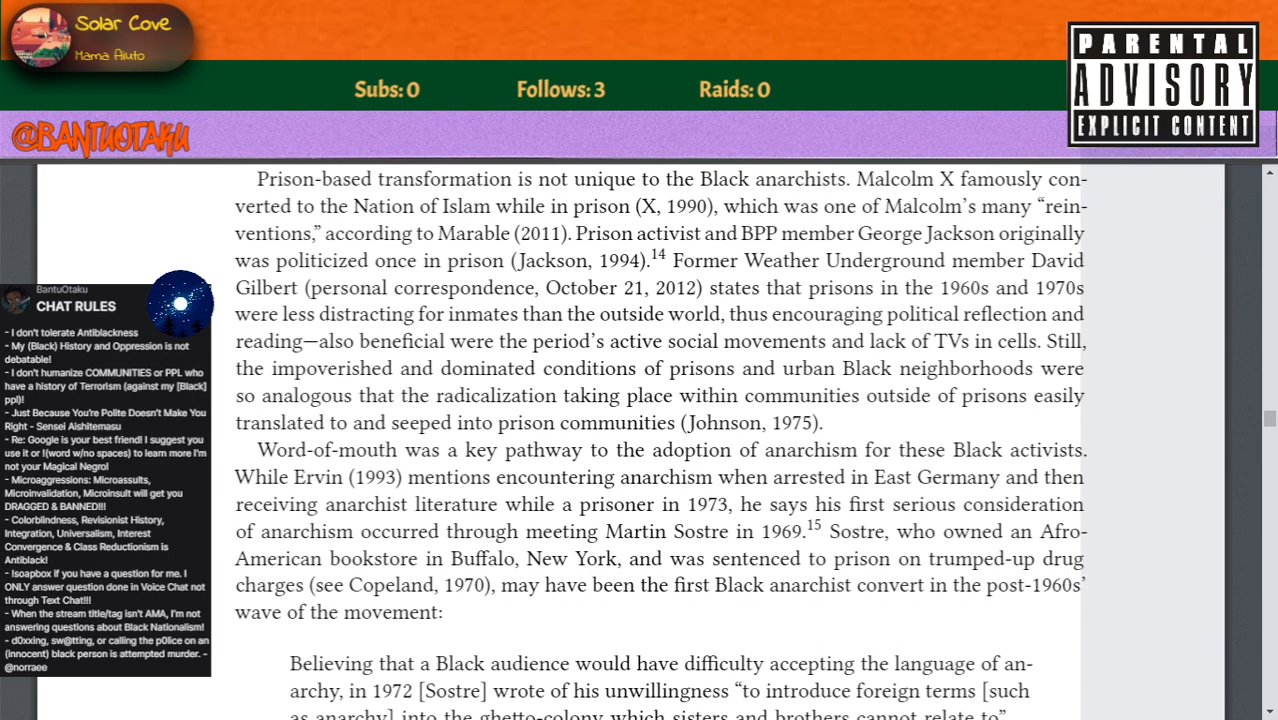 Solar Cove
Mama Aiuto
Subs: 0
Follows: 3
Raids: 0
PARENTAL
ADVISORY
EXPLICIT CONTENT
@BANTUOTAKU
Prison-based transformation is not unique to the Black anarchists. Malcolm X famously con-
verted to the Nation of Islam while in prison (X, 1990), which was one of Malcolm's many “rein-
ventions,” according to Marable (2011). Prison activist and BPP member George Jackson originally
was politicized once in prison (Jackson, 1994).14 Former Weather Underground member David
Gilbert (personal correspondence, October 21, 2012) states that prisons in the 1960s and 1970s
were less distracting for inmates than the outside world, thus encouraging political reflection and
reading—also beneficial were the period's active social movements and lack of TVs in cells. Still,
the impoverished and dominated conditions of prisons and urban Black neighborhoods were
so analogous that the radicalization taking place within communities outside of prisons easily
translated to and seeped into prison communities (Johnson, 1975).
Word-of-mouth was a key pathway to the adoption of anarchism for these Black activists.
While Ervin (1993) mentions encountering anarchism when arrested in East Germany and then
receiving anarchist literature while a prisoner in 1973, he says his first serious consideration
of anarchism occurred through meeting Martin Sostre in 1969.15 Sostre, who owned an Afro-
American bookstore in Buffalo, New York, and was sentenced to prison on trumped-up drug
charges (see Copeland, 1970), may have been the first Black anarchist convert in the post-1960s'
wave of the movement:
Believing that a Black audience would have difficulty accepting the language of an-
archy, in 1972 [Sostre] wrote of his unwillingness “to introduce foreign terms [such
as anarchy] into the ghetto-colony which sisters and brothers cannot relate to”
BantuOtaku
CHAT RULES
- I don't tolerate Antiblackness
- My (Black) History and Oppression is not
debatable!
- I don't humanize COMMUNITIES or PPL who
have a history of Terrorism (against my [Black]
ppl)!
- Just Because You're Polite Doesn't Make You
Right - Sensei Aishitemasu
- Re: Google is your best friend! I suggest you
use it or !(word w/no spaces) to learn more I'm
not your Magical Negro!
- Microaggressions: Microassults,
Microinvalidation, Microinsult will get you
DRAGGED & BANNED!!!
- Colorblindness, Revisionist History,
Integration, Universalism, Interest
Convergence & Class Reductionism is
Antiblack!
- !soapbox if you have a question for me. I
ONLY answer question done in Voice Chat not
through Text Chat!!!
- When the stream title/tag isn't AMA, I'm not
answering questions about Black Nationalism!
- d0xxing, sw@tting, or calling the p0lice on an
(innocent) black person is attempted murder. -
@norraee